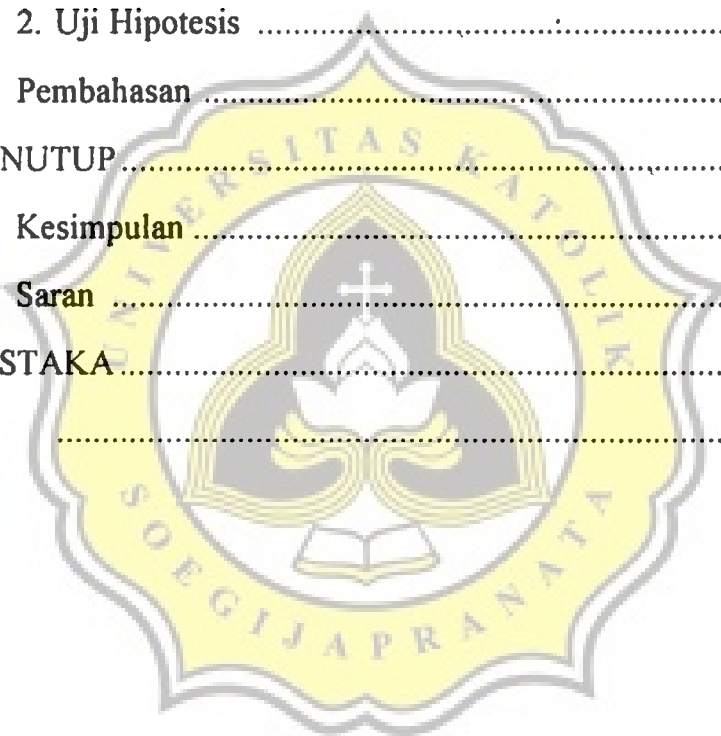 2. Uji Hipotesis ........................................................
Pembahasan ........................................................
NUTUP........................................................
Kesimpulan ........................................................
Saran ........................................................
STAKA........................................................
........................................................
UNIVERSITAS KATOLIK
SOEGIJAPRANATA